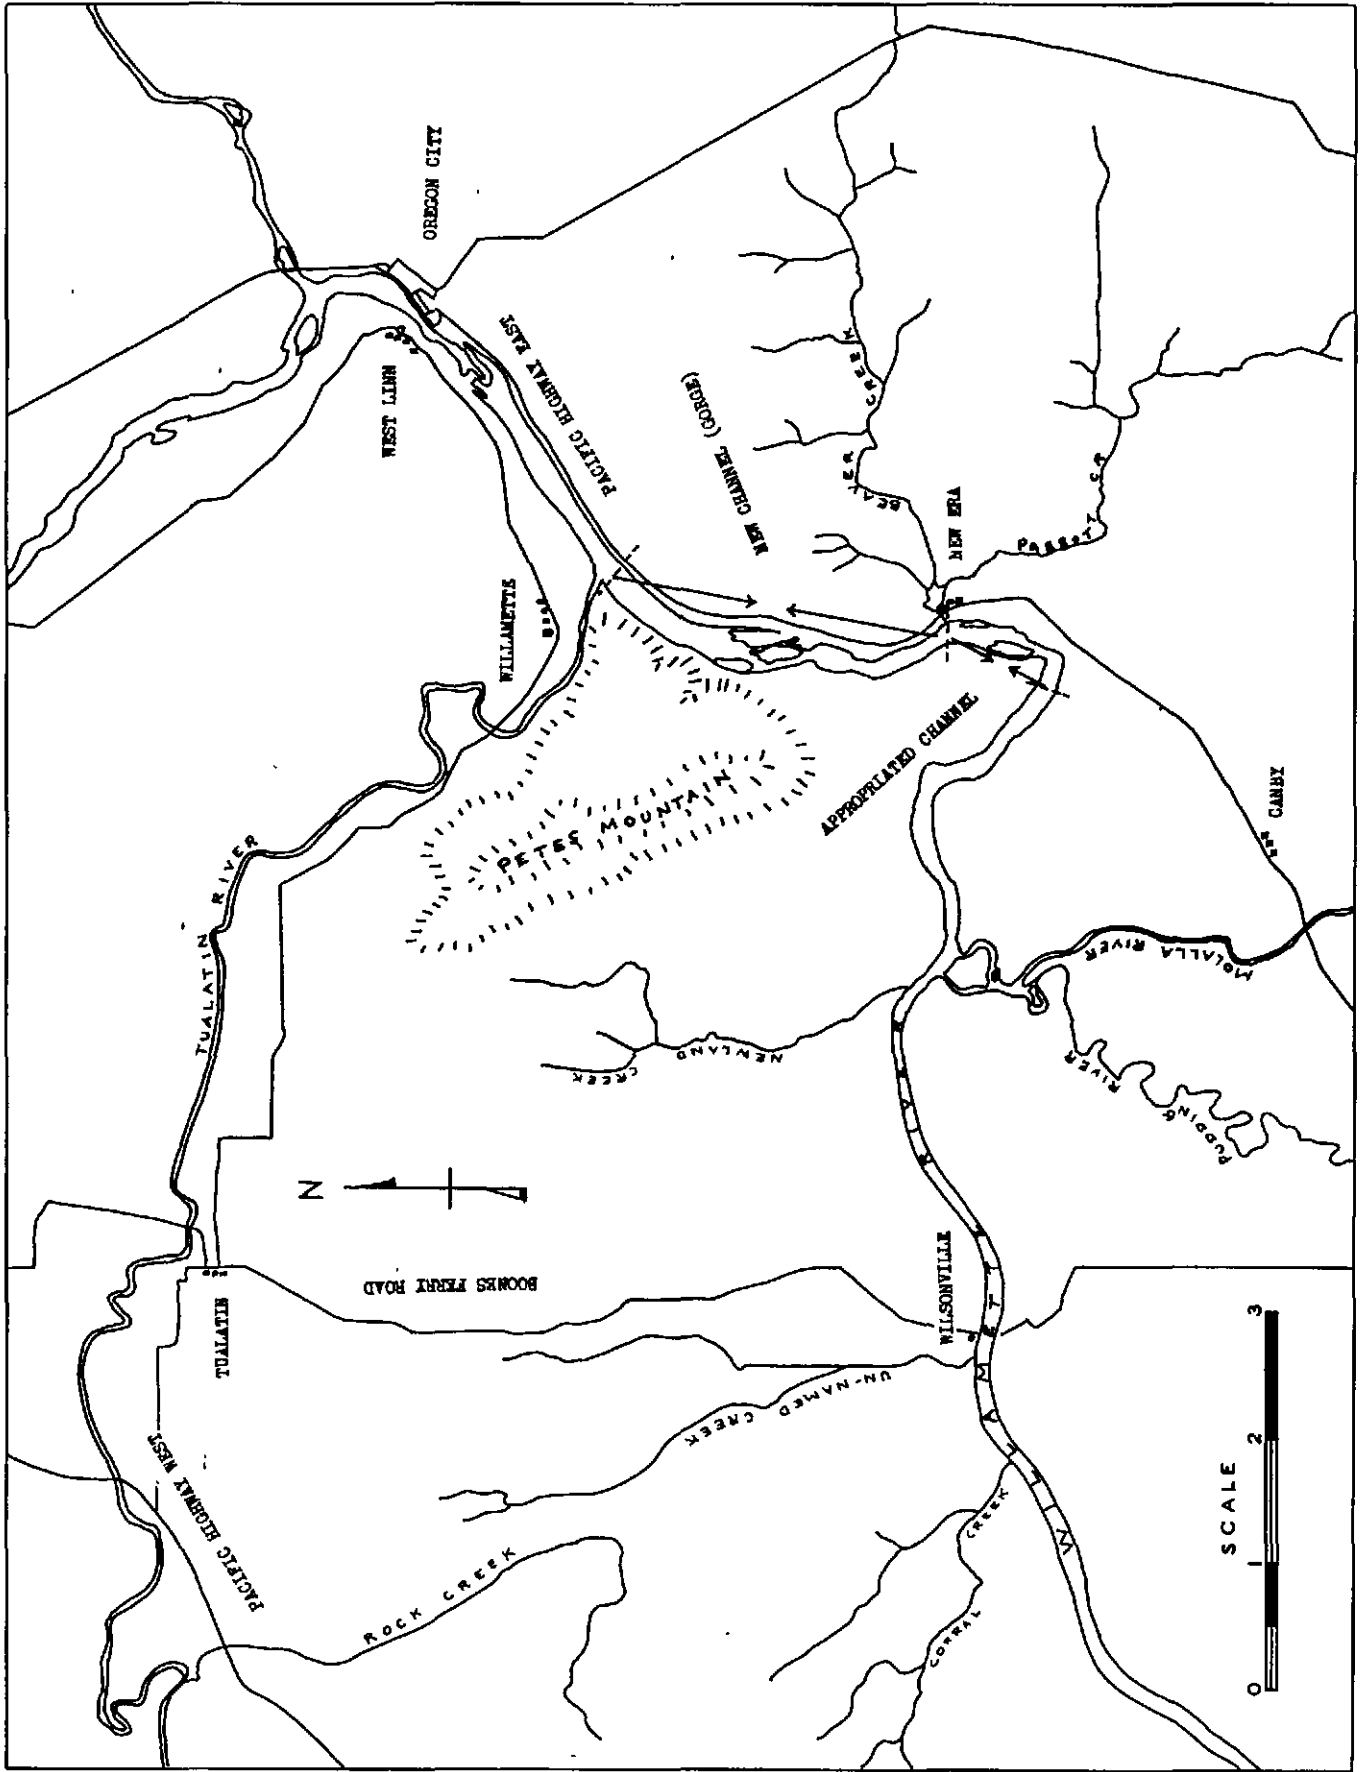 OREGON CITY
WEST LINN
PACIFIC HIGHWAY EAST
NEW CHANNEL (GORGE)
BEAVER CREEK
NEW ERA
PARROTT CR
WILLAMETTE
PETES MOUNTAIN
APPROPRIATED CHANNEL
CANBY
TUALATIN RIVER
MOLALLA RIVER
NEWLAND CREEK
PUDDING RIVER
N
BOONES FERRY ROAD
WILSONVILLE
TUALATIN
UN-NAMED CREEK
PACIFIC HIGHWAY WEST
ROCK CREEK
CORRAL CREEK
WILLAMETTE RIVER
SCALE
0 1 2 3